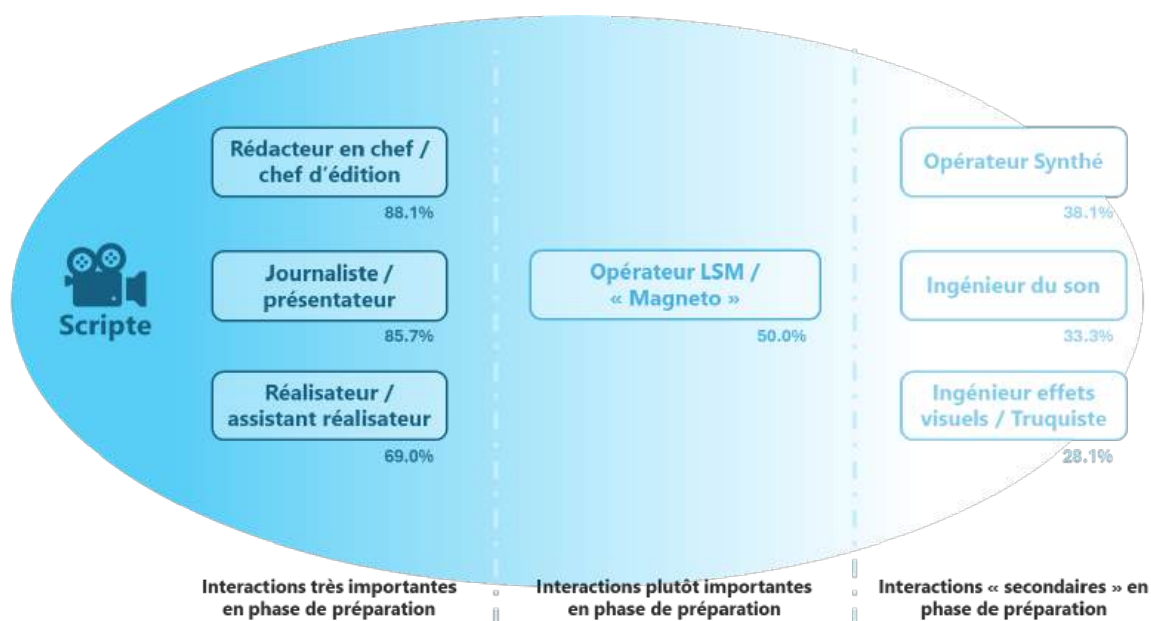 Scripte
Rédacteur en chef /
chef d'édition
88.1%
Journaliste /
présentateur
85.7%
Réalisateur /
assistant réalisateur
69.0%
Opérateur LSM /
« Magneto »
50.0%
Opérateur Synthé
38.1%
Ingénieur du son
33.3%
Ingénieur effets
visuels / Truquiste
28.1%
Interactions très importantes
en phase de préparation
Interactions plutôt importantes
en phase de préparation
Interactions « secondaires » en
phase de préparation